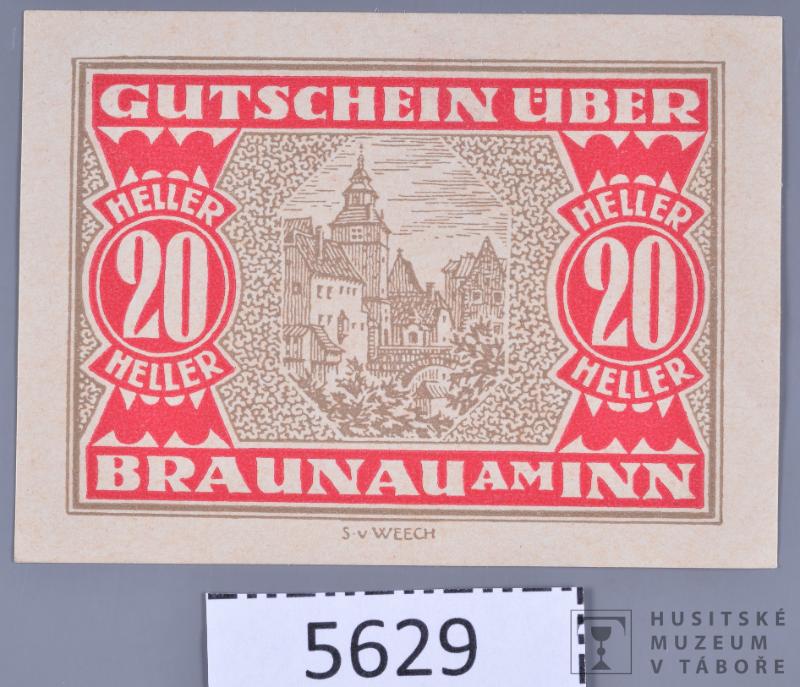 GUTSCHEIN ÜBER
HELLER
20
HELLER
HELLER
20
HELLER
BRAUNAU AM INN
S·v WEECH
5629
HUSITSKÉ
MUZEUM
V TÁBOŘE